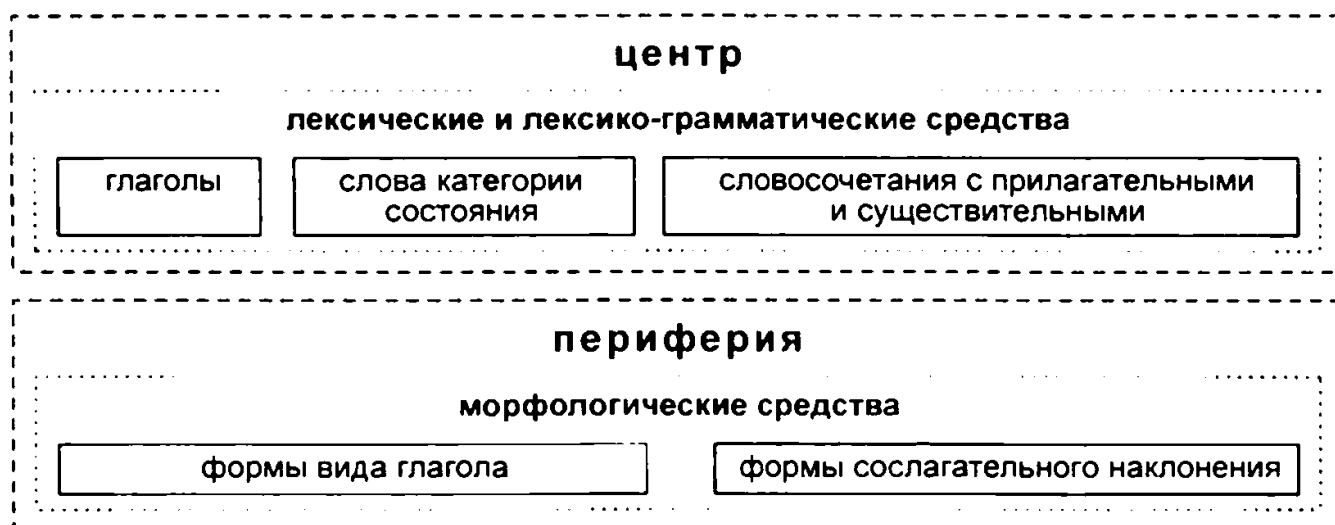 центр
лексические и лексико-грамматические средства
глаголы
слова категории
состояния
словосочетания с прилагательными
и существительными
периферия
морфологические средства
формы вида глагола
формы сослагательного наклонения